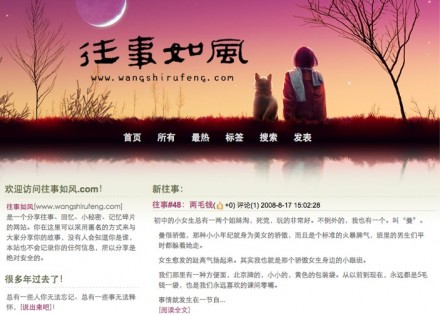 往事如風
www.wangshirufeng.com
首页 所有 最热 标签 搜索 发表
欢迎访问往事如风.com!
往事如风[www.wangshirufeng.com]
是一个分享往事、回忆、小秘密、记忆碎片
的网站。你在这里可以采用匿名的方式来与
大家分享你的故事，没有人会知道你是谁，
本站也不会记录你的任何信息，所以分享是
绝对安全的。
很多年过去了!
总有一些人你无法忘记，总有一些事无法释
怀，[说出来吧]!
新往事:
往事#48: 两毛钱(+0) 评论(1) 2008-8-17 15:02:28
初中的小女生总有一两个姐妹淘，死党，玩的非常好。不例外的，我也有一个。叫“曼”。
曼很骄傲，那种小小年纪就身为美女的骄傲，而且是个标准的火暴脾气，班里的男生们平
时都躲着她走。
女生愈发的趾高气扬起来。其实我也就是那个骄傲女生身边的小跟班。
我们那里有一种方便面，北京牌的，小小的，黄色的包装袋。从以前到现在，永远都是5毛
钱一袋，也是我们永远喜欢的课间零嘴。
事情就发生在一节自...
[阅读全文]